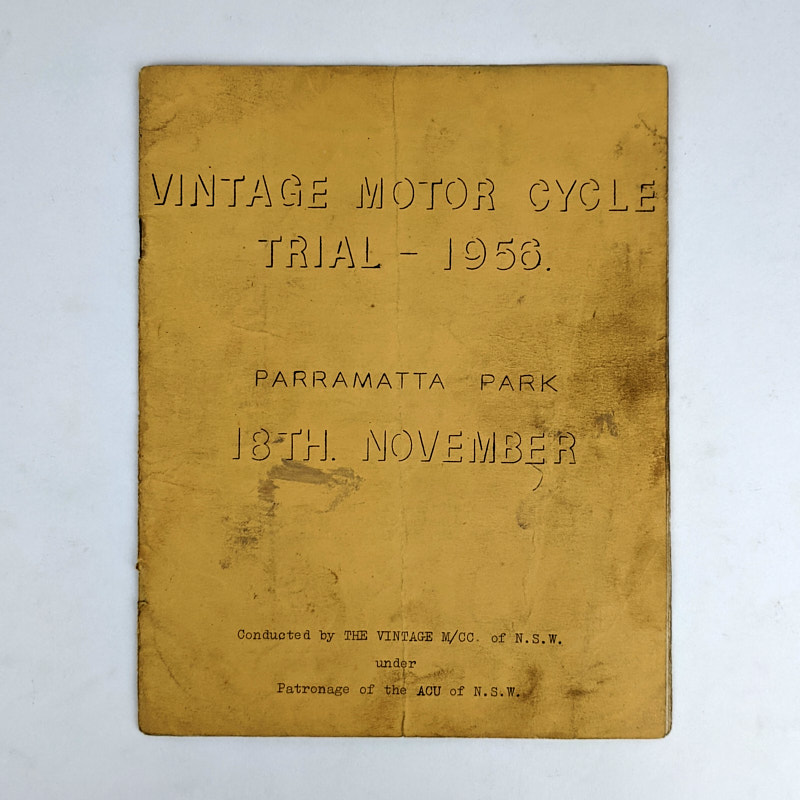 VINTAGE MOTOR CYCLE
TRIAL - 1956.
PARRAMATTA PARK
18TH. NOVEMBER
Conducted by THE VINTAGE M/CC. of N.S.W.
under
Patronage of the ACU of N.S.W.